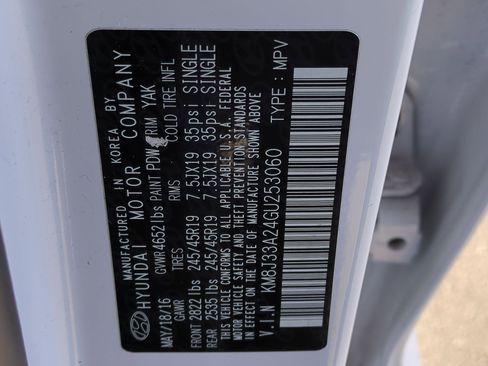 MANUFACTURED IN KOREA BY
HYUNDAI MOTOR COMPANY
MAY/18/16 GVWR 4652 lbs PAINT PDW TRIM YAK
GAWR TIRES RIMS COLD TIRE INFL
FRONT 2822 lbs 245/45R19 7.5JX19 35psi SINGLE
REAR 2535 lbs 245/45R19 7.5JX19 35 psi SINGLE
THIS VEHICLE CONFORMS TO ALL APPLICABLE U.S.A. FEDERAL
MOTOR VEHICLE SAFETY, BUMPER, AND THEFT PREVENTION STANDARDS
IN EFFECT ON THE DATE OF MANUFACTURE SHOWN ABOVE
V.I.N : KM8J33A24GU253060 TYPE : MPV